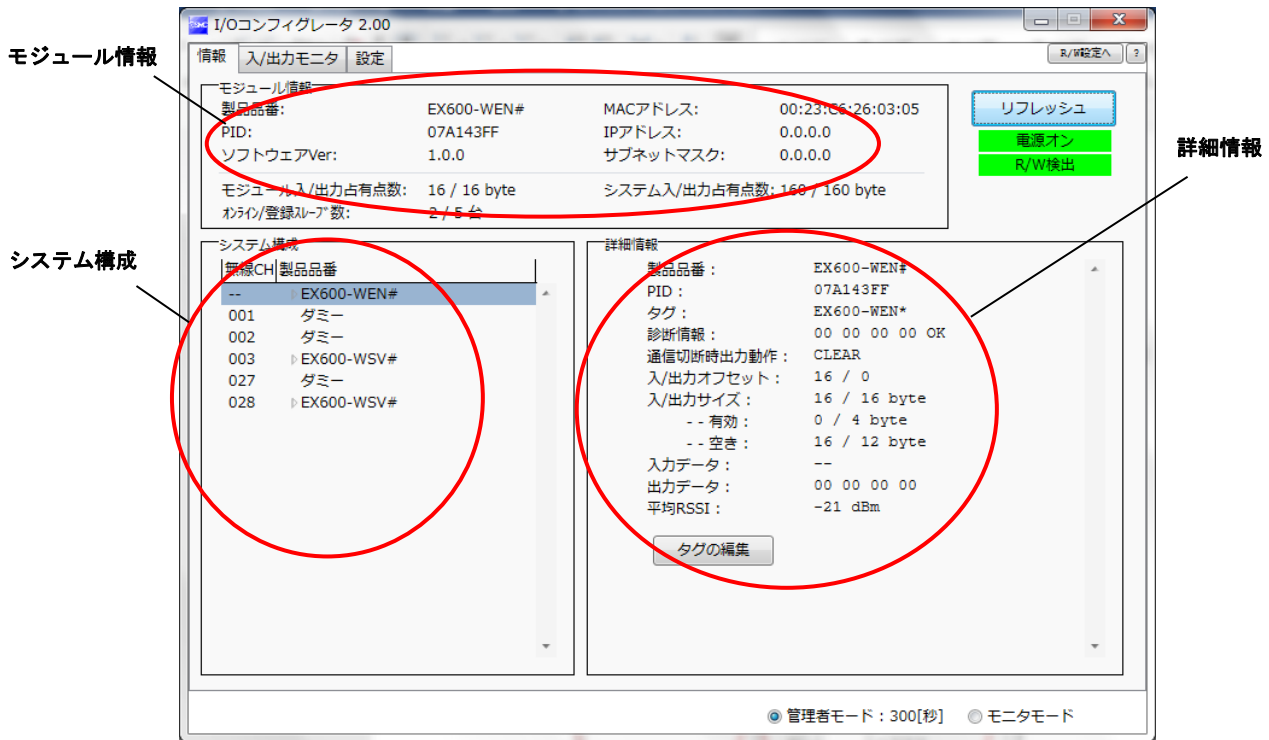 I/Oコンフィグレータ 2.00
モジュール情報
情報 入/出力モニタ 設定 R/W設定へ ?
モジュール情報
製品品番: EX600-WEN# MACアドレス: 00:23:C6:26:03:05 リフレッシュ
PID: 07A143FF IPアドレス: 0.0.0.0 電源オン
ソフトウェアVer: 1.0.0 サブネットマスク: 0.0.0.0 R/W検出
詳細情報
モジュール入/出力占有点数: 16 / 16 byte システム入/出力占有点数: 160 / 160 byte
オンライン/登録スレーブ数: 2 / 5 台
システム構成
システム構成
無線CH 製品品番
-- EX600-WEN#
001 ダミー
002 ダミー
003 EX600-WSV#
027 ダミー
028 EX600-WSV#
詳細情報
製品品番: EX600-WEN#
PID: 07A143FF
タグ: EX600-WEN*
診断情報: 00 00 00 00 OK
通信切断時出力動作: CLEAR
入/出力オフセット: 16 / 0
入/出力サイズ: 16 / 16 byte
--有効: 0 / 4 byte
--空き: 16 / 12 byte
入力データ: --
出力データ: 00 00 00 00
平均RSSI: -21 dBm
タグの編集
管理者モード:300[秒] モニタモード